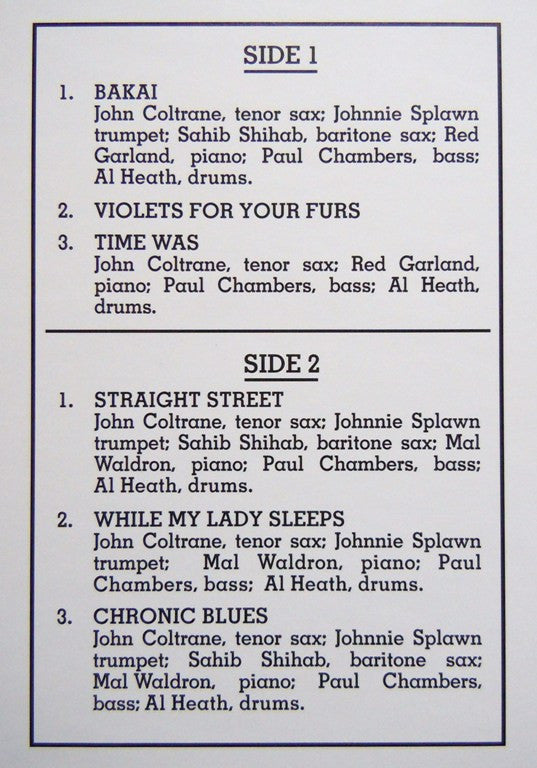 SIDE 1
1. BAKAI
John Coltrane, tenor sax; Johnnie Splawn
trumpet; Sahib Shihab, baritone sax; Red
Garland, piano; Paul Chambers, bass;
Al Heath, drums.
2. VIOLETS FOR YOUR FURS
3. TIME WAS
John Coltrane, tenor sax; Red Garland,
piano; Paul Chambers, bass; Al Heath,
drums.
SIDE 2
1. STRAIGHT STREET
John Coltrane, tenor sax; Johnnie Splawn
trumpet; Sahib Shihab, baritone sax; Mal
Waldron, piano; Paul Chambers, bass;
Al Heath, drums.
2. WHILE MY LADY SLEEPS
John Coltrane, tenor sax; Johnnie Splawn
trumpet; Mal Waldron, piano; Paul
Chambers, bass; Al Heath, drums.
3. CHRONIC BLUES
John Coltrane, tenor sax; Johnnie Splawn
trumpet; Sahib Shihab, baritone sax;
Mal Waldron, piano; Paul Chambers,
bass; Al Heath, drums.